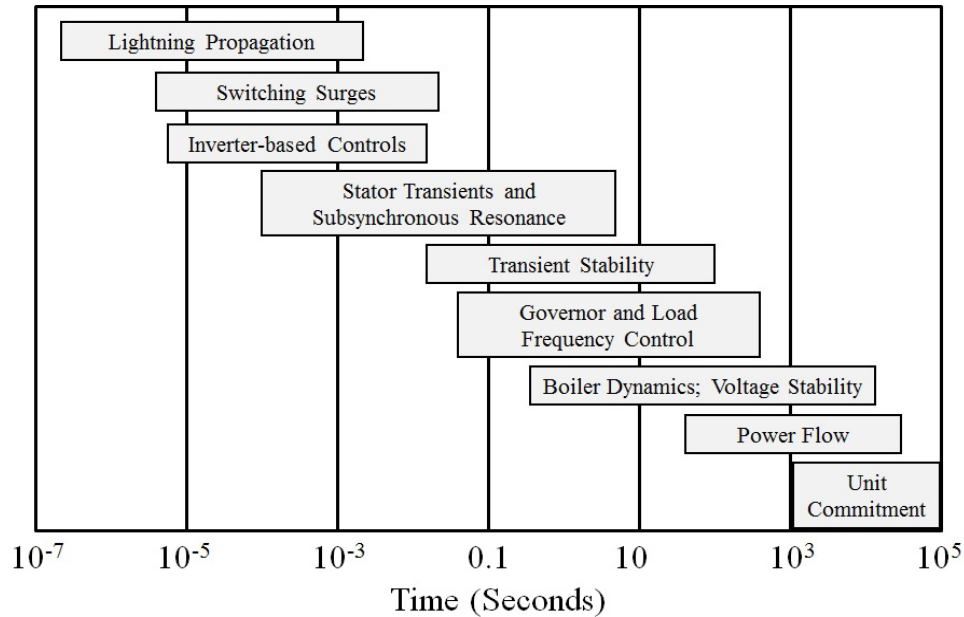 Lightning Propagation
Switching Surges
Inverter-based Controls
Stator Transients and
Subsynchronous Resonance
Transient Stability
Governor and Load
Frequency Control
Boiler Dynamics; Voltage Stability
Power Flow
Unit
Commitment
10⁻⁷ 10⁻⁵ 10⁻³ 0.1 10 10³ 10⁵
Time (Seconds)